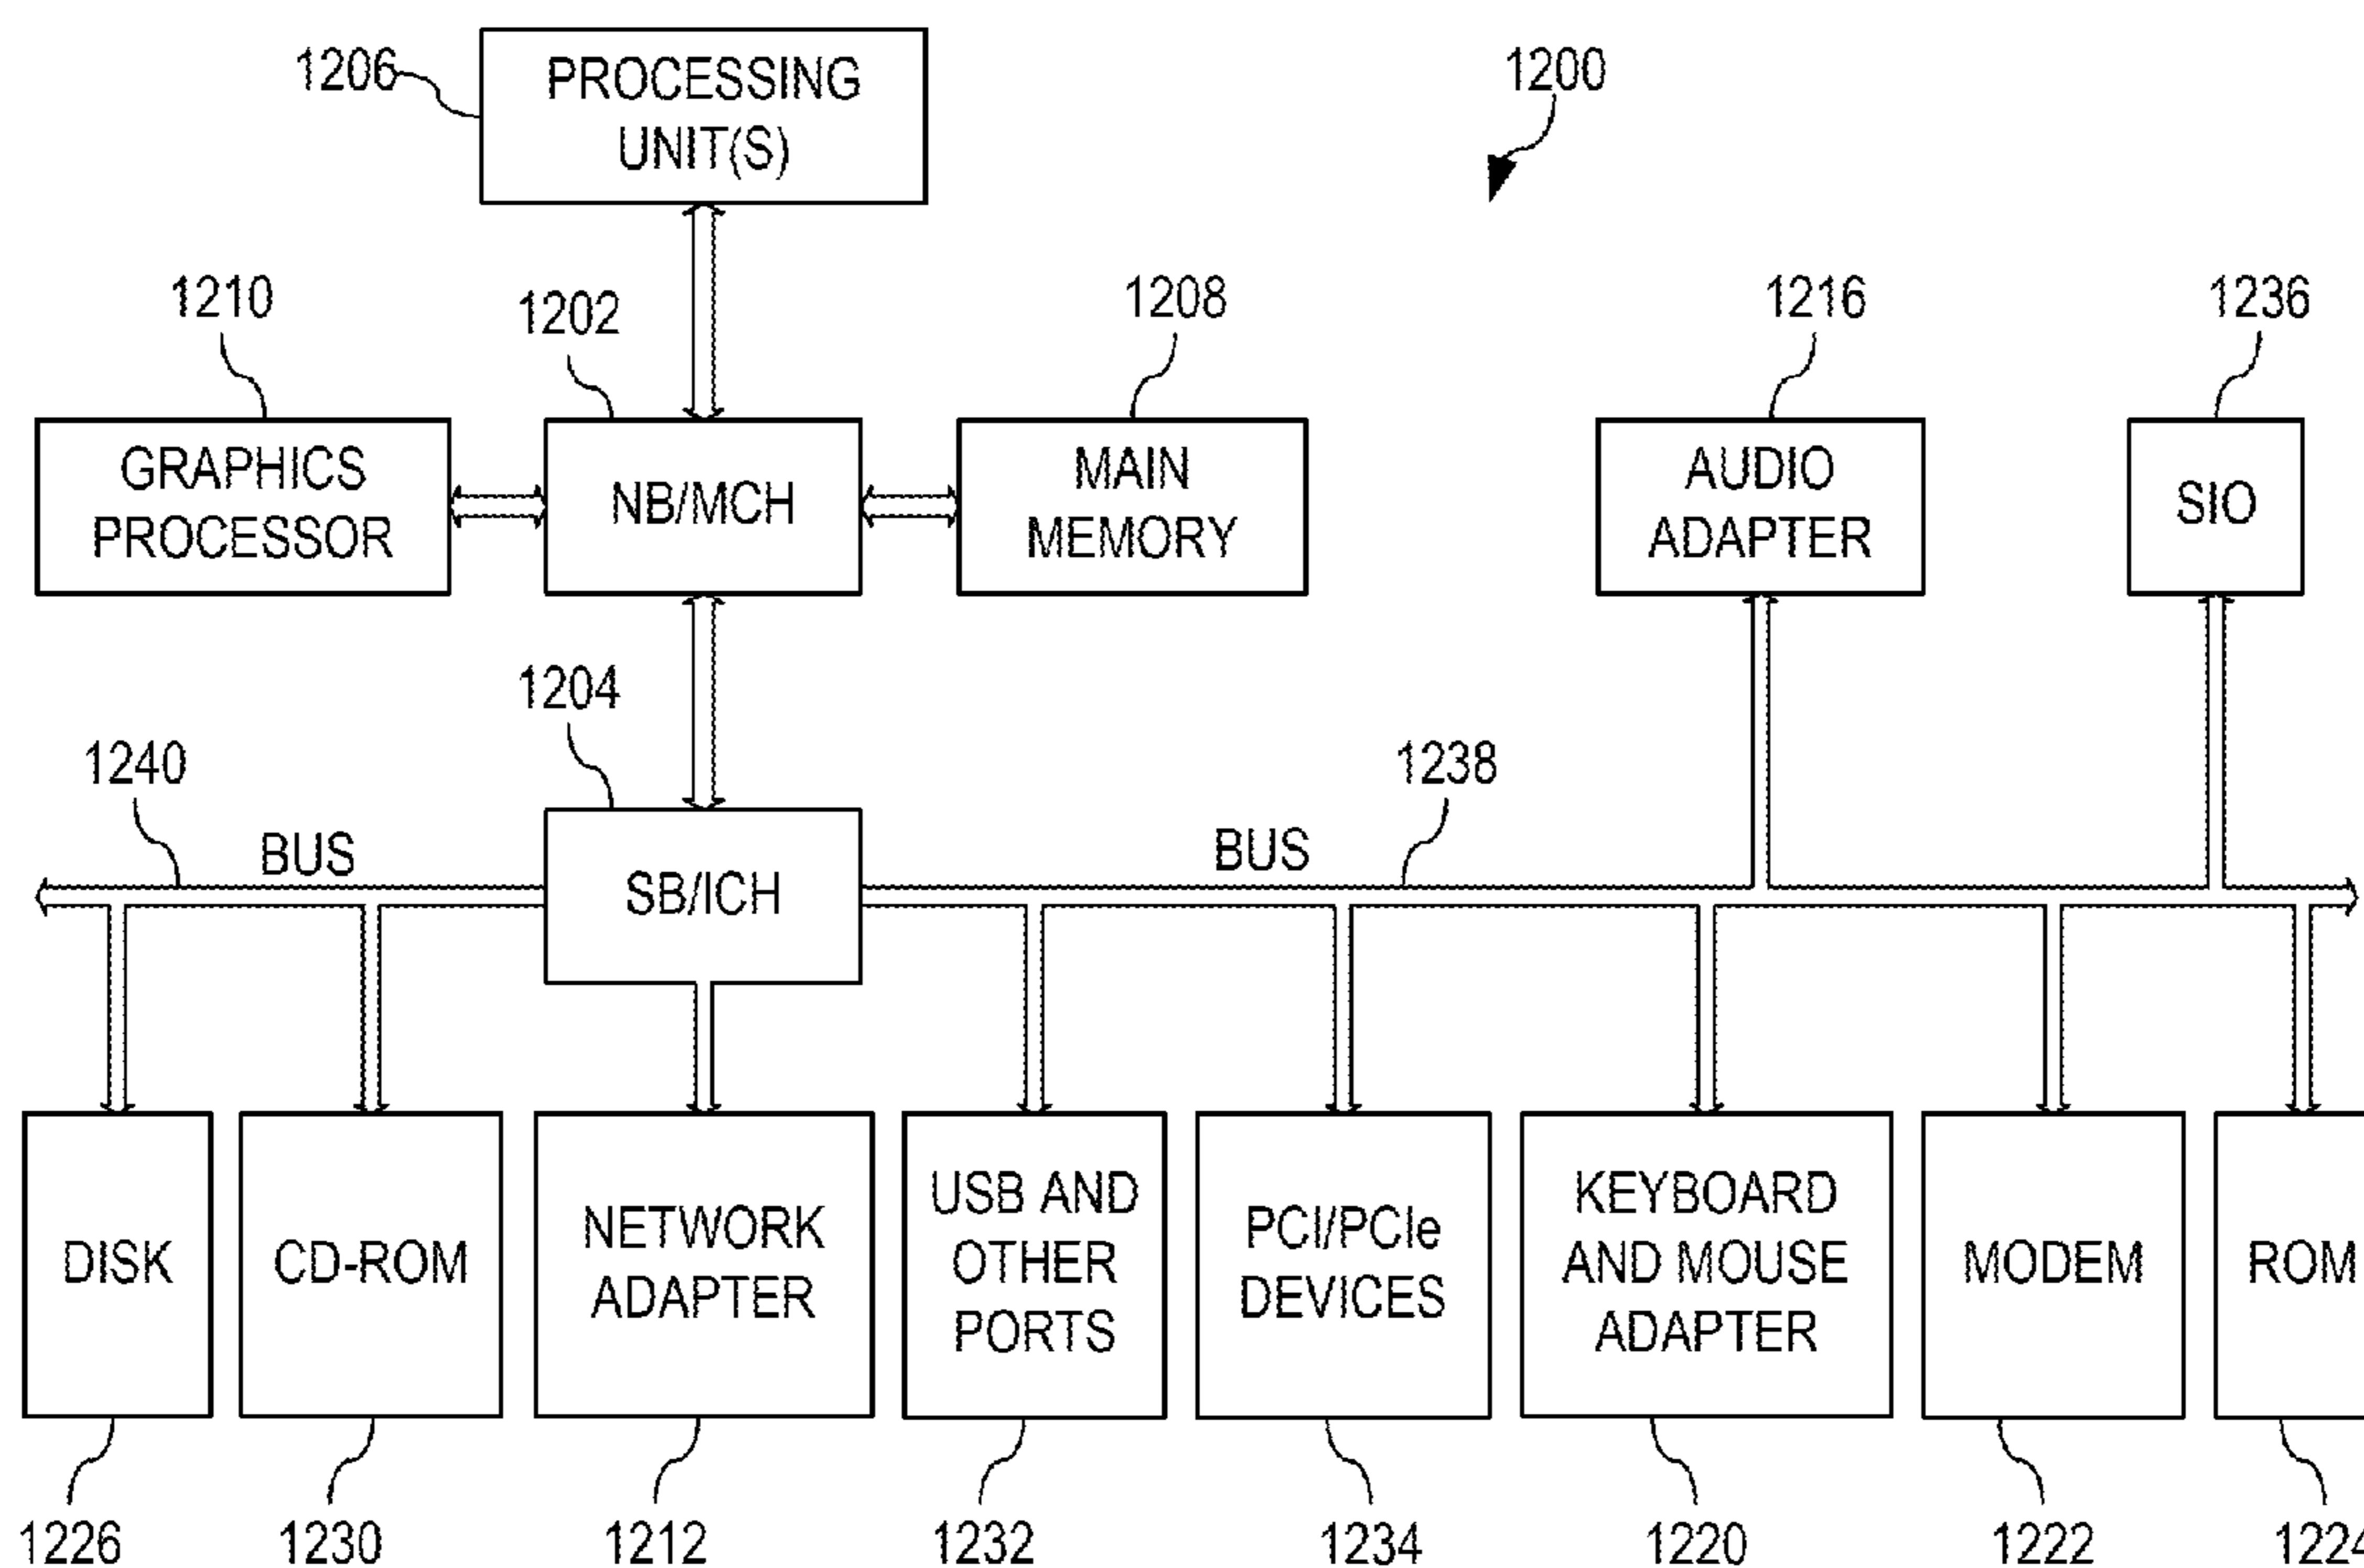 1206
PROCESSING
UNIT(S)
1200
1210
1202
1208
1216
1236
GRAPHICS
PROCESSOR
NB/MCH
MAIN
MEMORY
AUDIO
ADAPTER
SIO
1204
1240
BUS
SB/ICH
BUS
1238
DISK
CD-ROM
NETWORK
ADAPTER
USB AND
OTHER
PORTS
PCI/PCIe
DEVICES
KEYBOARD
AND MOUSE
ADAPTER
MODEM
ROM
1226
1230
1212
1232
1234
1220
1222
1224